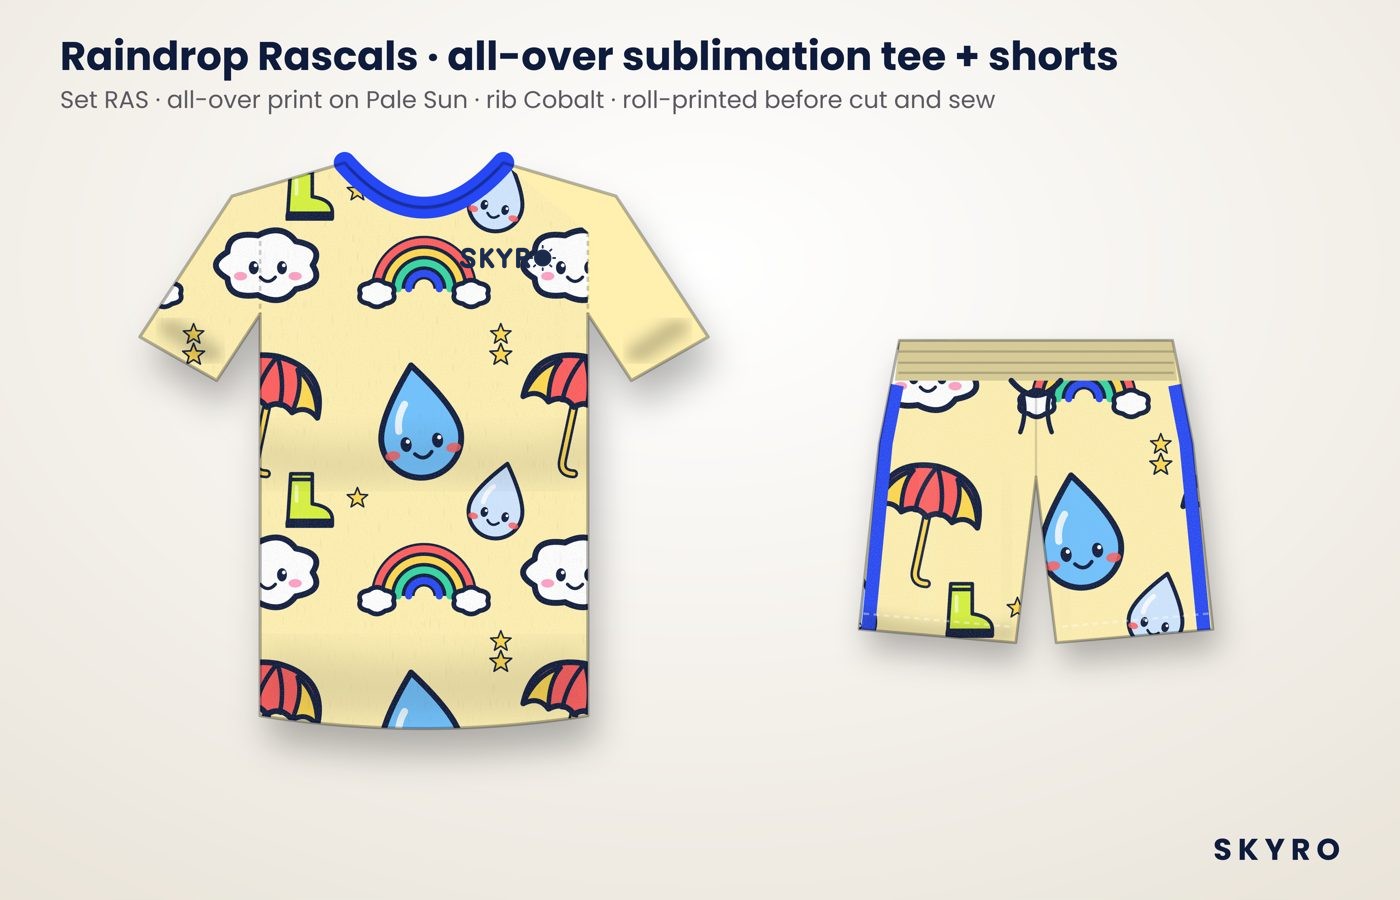 Raindrop Rascals · all-over sublimation tee + shorts
Set RAS · all-over print on Pale Sun · rib Cobalt · roll-printed before cut and sew
SKYRO
SKYRO